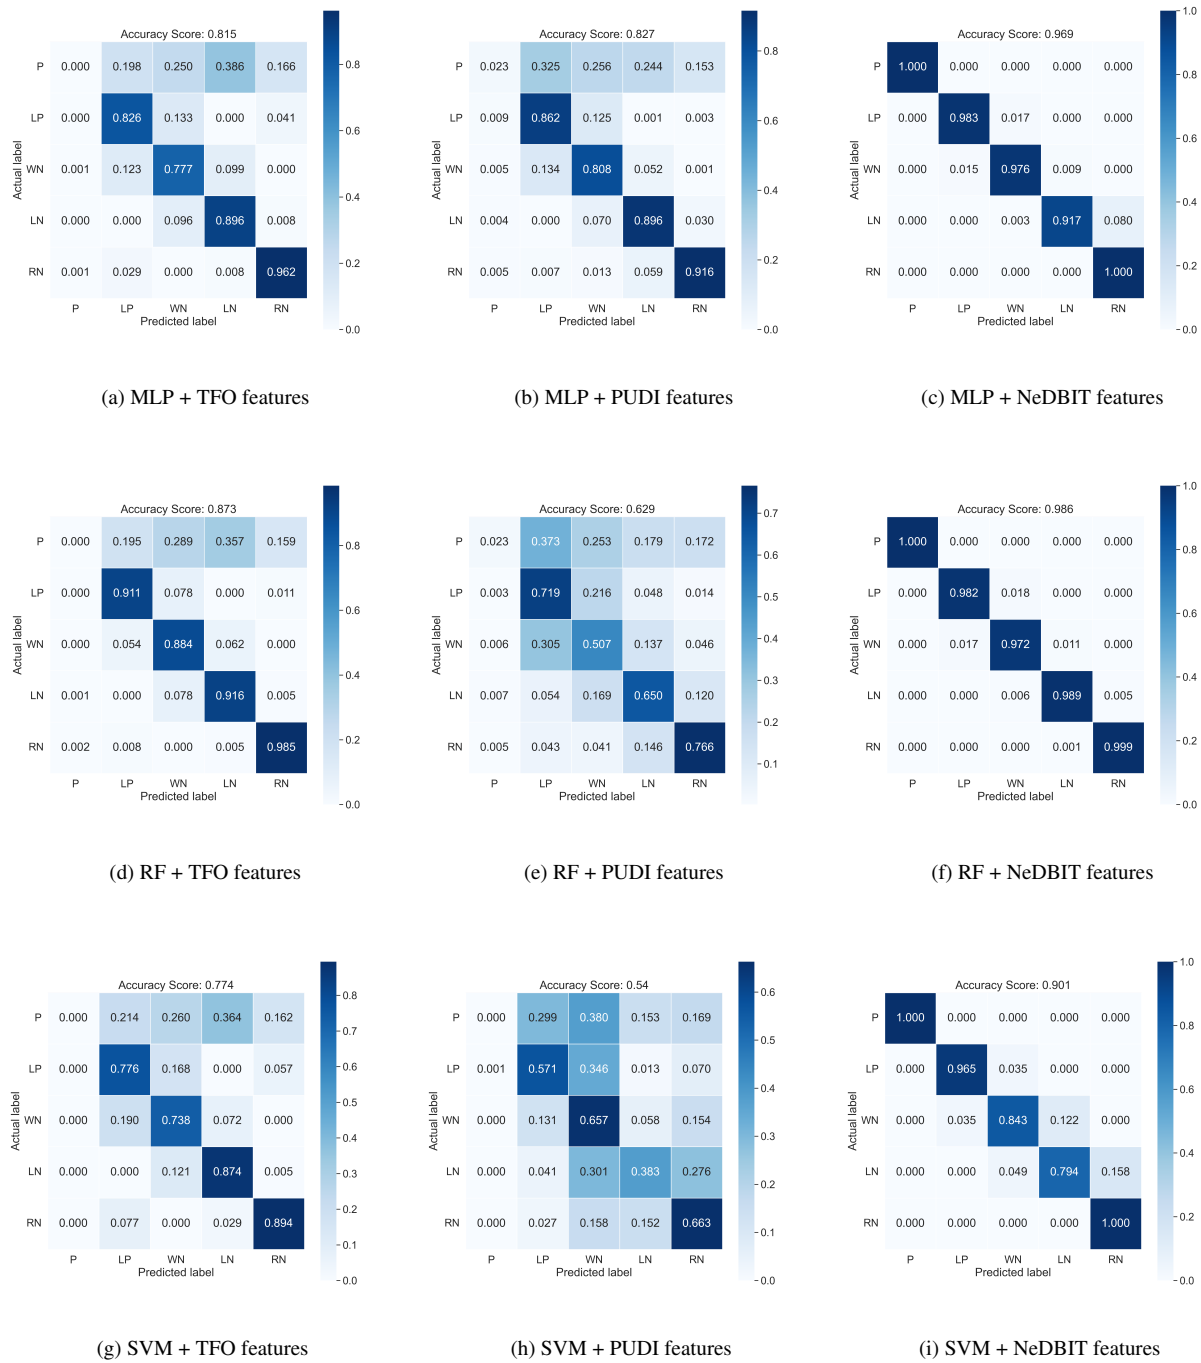 Accuracy Score: 0.815
Actual label
P 0.000 0.198 0.250 0.386 0.166
LP 0.000 0.826 0.133 0.000 0.041
WN 0.001 0.123 0.777 0.099 0.000
LN 0.000 0.000 0.096 0.896 0.008
RN 0.001 0.029 0.000 0.008 0.962
P LP WN LN RN
Predicted label
0.8
0.6
0.4
0.2
0.0
(a) MLP + TFO features
Accuracy Score: 0.827
Actual label
P 0.023 0.325 0.256 0.244 0.153
LP 0.009 0.862 0.125 0.001 0.003
WN 0.005 0.134 0.808 0.052 0.001
LN 0.004 0.000 0.070 0.896 0.030
RN 0.005 0.007 0.013 0.059 0.916
P LP WN LN RN
Predicted label
0.8
0.6
0.4
0.2
0.0
(b) MLP + PUDI features
Accuracy Score: 0.969
Actual label
P 1.000 0.000 0.000 0.000 0.000
LP 0.000 0.983 0.017 0.000 0.000
WN 0.000 0.015 0.976 0.009 0.000
LN 0.000 0.000 0.003 0.917 0.080
RN 0.000 0.000 0.000 0.000 1.000
P LP WN LN RN
Predicted label
1.0
0.8
0.6
0.4
0.2
0.0
(c) MLP + NeDBIT features
Accuracy Score: 0.873
Actual label
P 0.000 0.195 0.289 0.357 0.159
LP 0.000 0.911 0.078 0.000 0.011
WN 0.000 0.054 0.884 0.062 0.000
LN 0.001 0.000 0.078 0.916 0.005
RN 0.002 0.008 0.000 0.005 0.985
P LP WN LN RN
Predicted label
0.8
0.6
0.4
0.2
0.0
(d) RF + TFO features
Accuracy Score: 0.629
Actual label
P 0.023 0.373 0.253 0.179 0.172
LP 0.003 0.719 0.216 0.048 0.014
WN 0.006 0.305 0.507 0.137 0.046
LN 0.007 0.054 0.169 0.650 0.120
RN 0.005 0.043 0.041 0.146 0.766
P LP WN LN RN
Predicted label
0.7
0.6
0.5
0.4
0.3
0.2
0.1
(e) RF + PUDI features
Accuracy Score: 0.986
Actual label
P 1.000 0.000 0.000 0.000 0.000
LP 0.000 0.982 0.018 0.000 0.000
WN 0.000 0.017 0.972 0.011 0.000
LN 0.000 0.000 0.006 0.989 0.005
RN 0.000 0.000 0.000 0.001 0.999
P LP WN LN RN
Predicted label
1.0
0.8
0.6
0.4
0.2
0.0
(f) RF + NeDBIT features
Accuracy Score: 0.774
Actual label
P 0.000 0.214 0.260 0.364 0.162
LP 0.000 0.776 0.168 0.000 0.057
WN 0.000 0.190 0.738 0.072 0.000
LN 0.000 0.000 0.121 0.874 0.005
RN 0.000 0.077 0.000 0.029 0.894
P LP WN LN RN
Predicted label
0.8
0.7
0.6
0.5
0.4
0.3
0.2
0.1
0.0
(g) SVM + TFO features
Accuracy Score: 0.54
Actual label
P 0.000 0.299 0.380 0.153 0.169
LP 0.001 0.571 0.346 0.013 0.070
WN 0.000 0.131 0.657 0.058 0.154
LN 0.000 0.041 0.301 0.383 0.276
RN 0.000 0.027 0.158 0.152 0.663
P LP WN LN RN
Predicted label
0.6
0.5
0.4
0.3
0.2
0.1
0.0
(h) SVM + PUDI features
Accuracy Score: 0.901
Actual label
P 1.000 0.000 0.000 0.000 0.000
LP 0.000 0.965 0.035 0.000 0.000
WN 0.000 0.035 0.843 0.122 0.000
LN 0.000 0.000 0.049 0.794 0.158
RN 0.000 0.000 0.000 0.000 1.000
P LP WN LN RN
Predicted label
1.0
0.8
0.6
0.4
0.2
0.0
(i) SVM + NeDBIT features